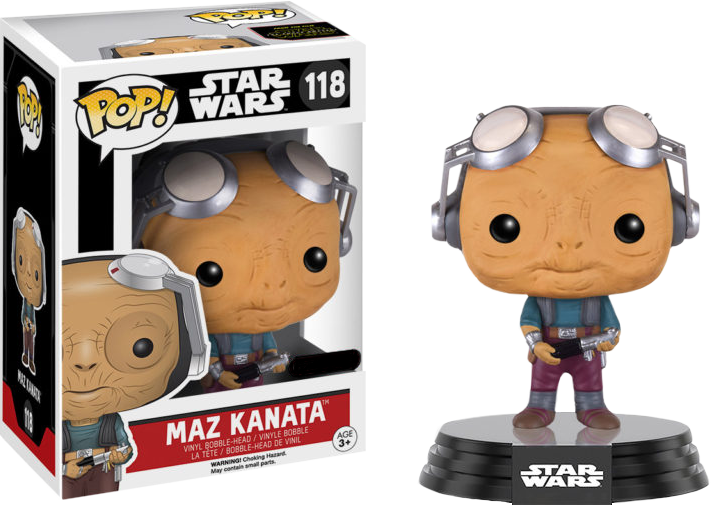 POP!
STAR
WARS
118
POP!
MAZ KANATA
118
MAZ KANATA™
VINYL BOBBLE-HEAD / VINYLE BOBBLE
LA TÊTE / BOBBLE-HEAD DE VINIL
WARNING! Choking Hazard.
May contain small parts.
AGE
3+
STAR
WARS